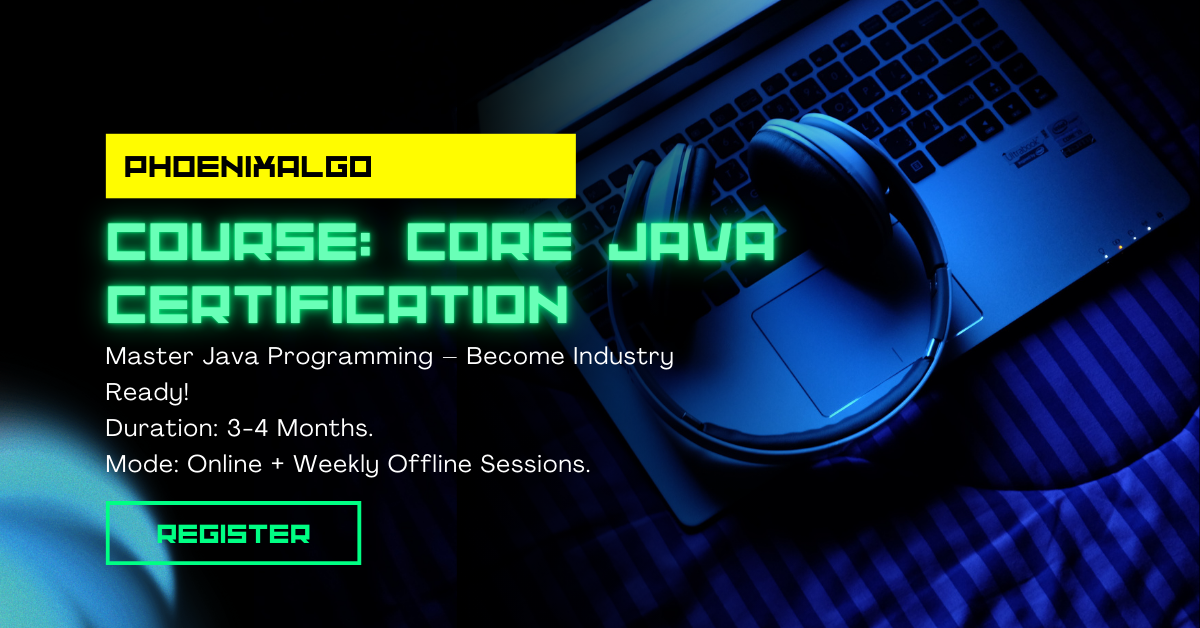 PHOENIXALGO
COURSE: CORE JAVA
CERTIFICATION
Master Java Programming – Become Industry
Ready!
Duration: 3-4 Months.
Mode: Online + Weekly Offline Sessions.
REGISTER